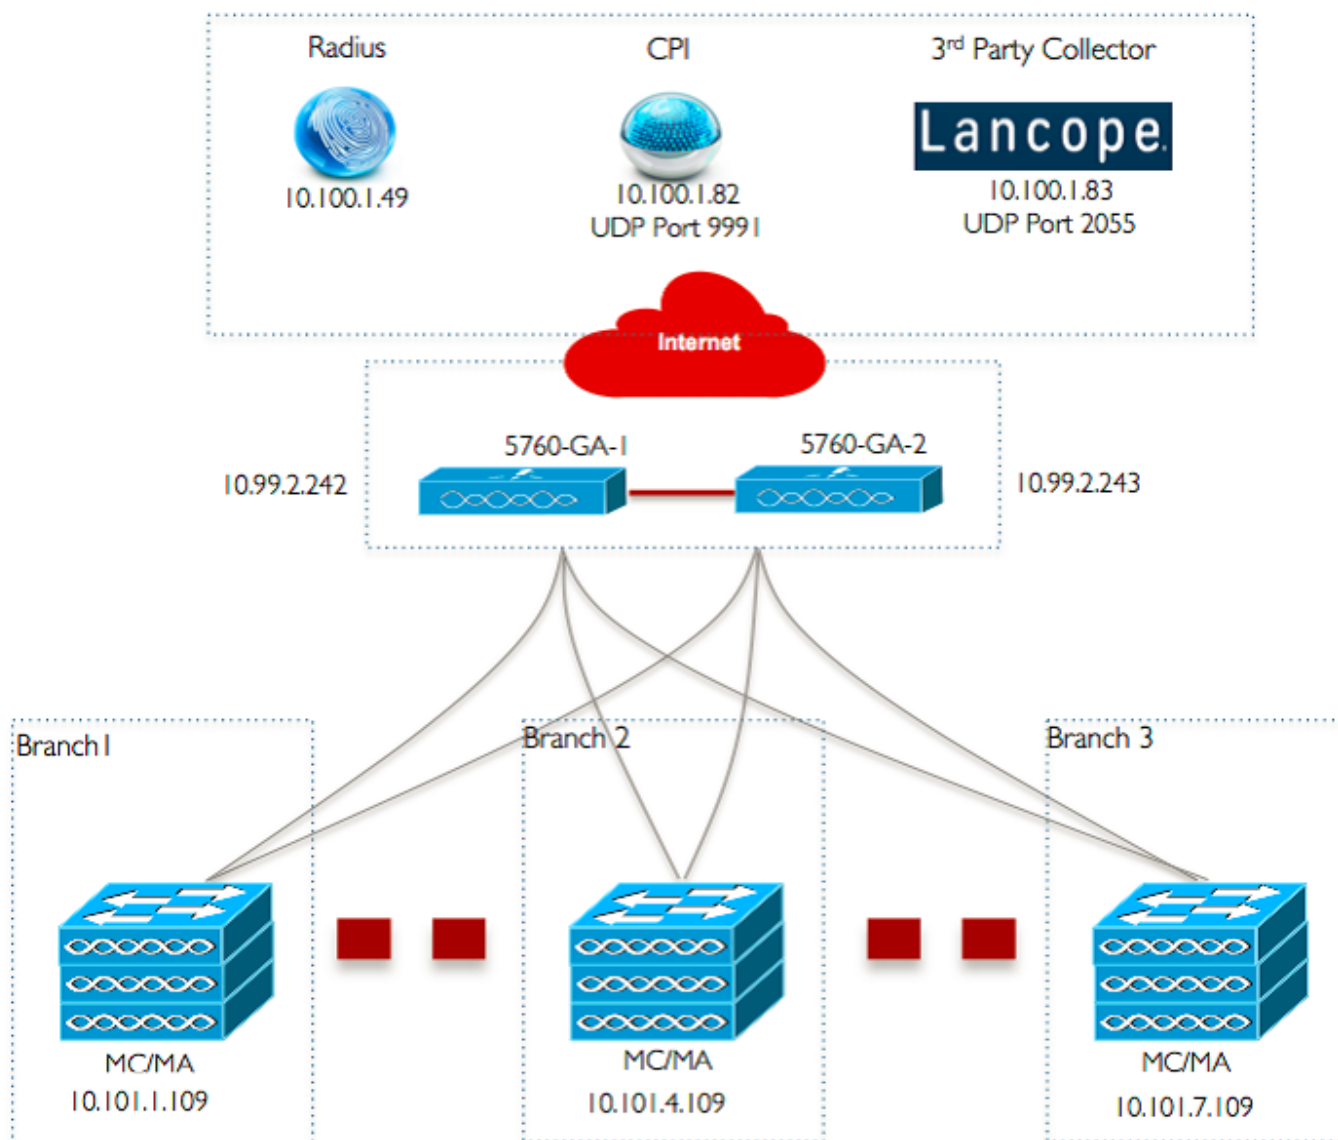 Radius
CPI
3rd Party Collector
Lancope.
10.100.1.49
10.100.1.82
UDP Port 9991
10.100.1.83
UDP Port 2055
Internet
5760-GA-1
5760-GA-2
10.99.2.242
10.99.2.243
Branch1
Branch 2
Branch 3
MC/MA
10.101.1.109
MC/MA
10.101.4.109
MC/MA
10.101.7.109